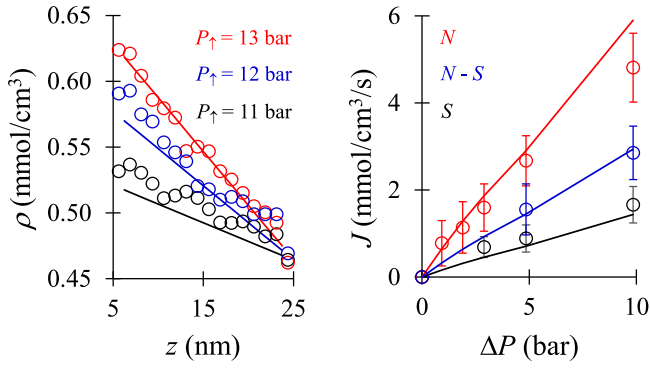 ρ (mmol/cm³)
0.65
0.60
0.55
0.50
0.45
P↑ = 13 bar
P↑ = 12 bar
P↑ = 11 bar
5
15
25
z (nm)
J (mmol/cm³/s)
6
4
2
0
N
N - S
S
0
5
10
ΔP (bar)